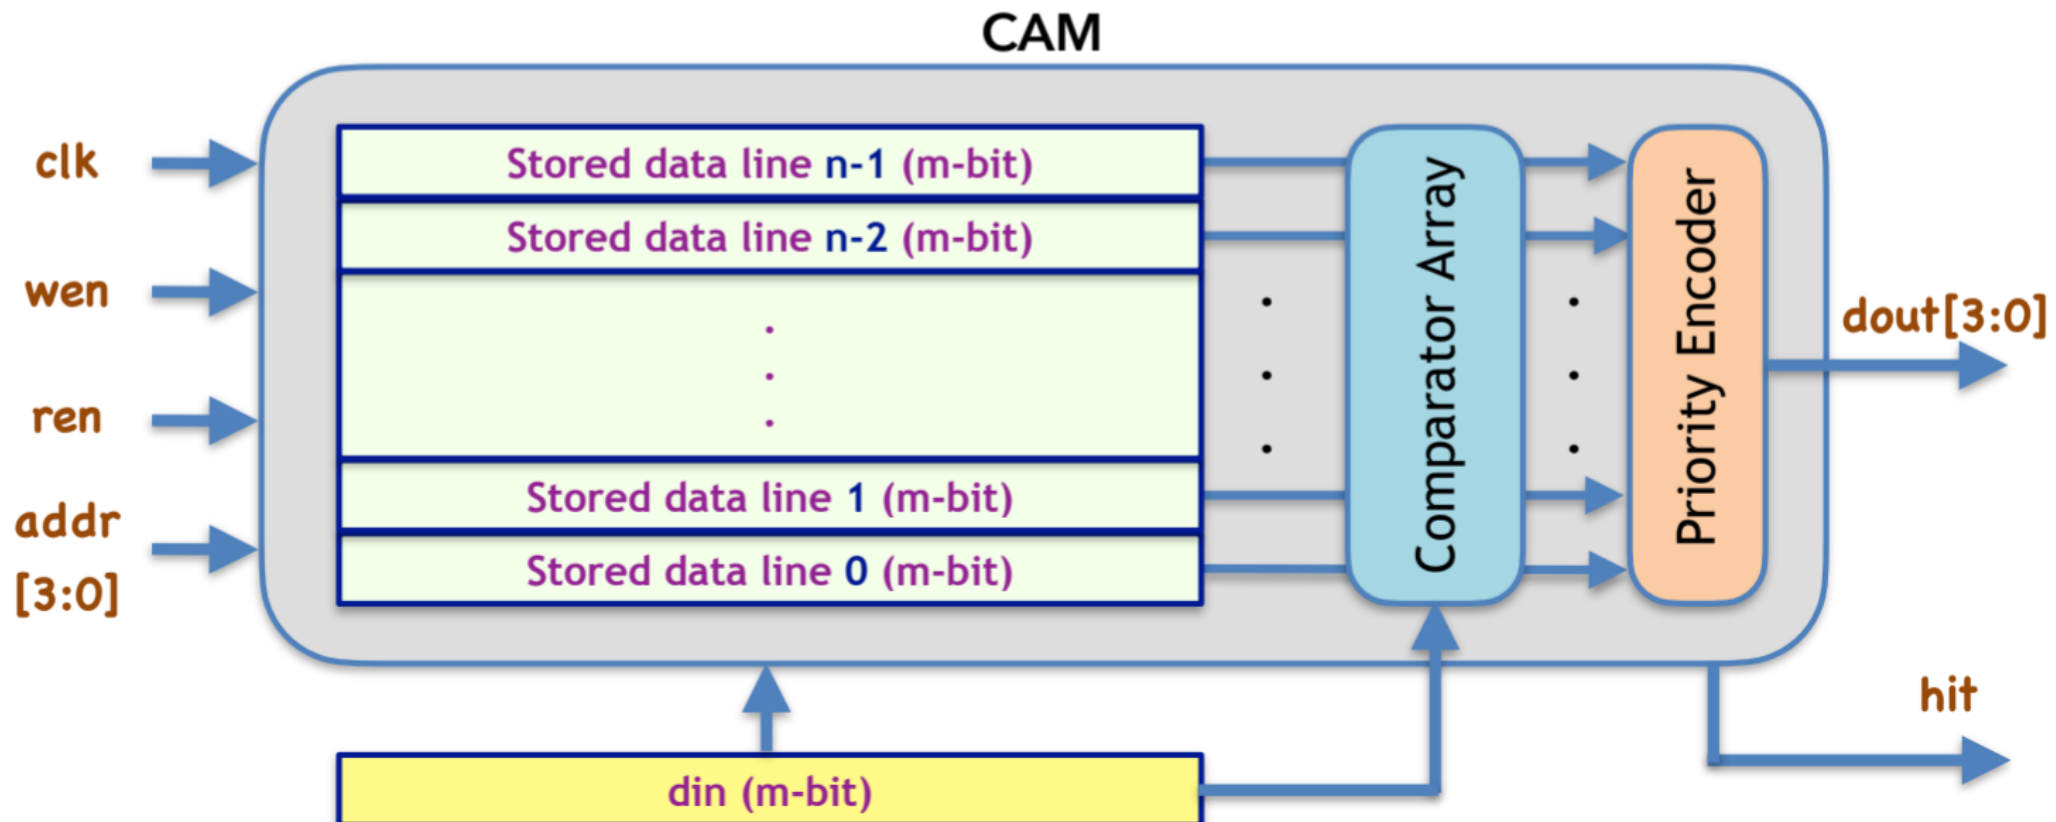 CAM
clk
wen
ren
addr
[3:0]
Stored data line n-1 (m-bit)
Stored data line n-2 (m-bit)
.
.
.
Stored data line 1 (m-bit)
Stored data line 0 (m-bit)
.
.
.
Comparator Array
.
.
.
Priority Encoder
dout[3:0]
hit
din (m-bit)